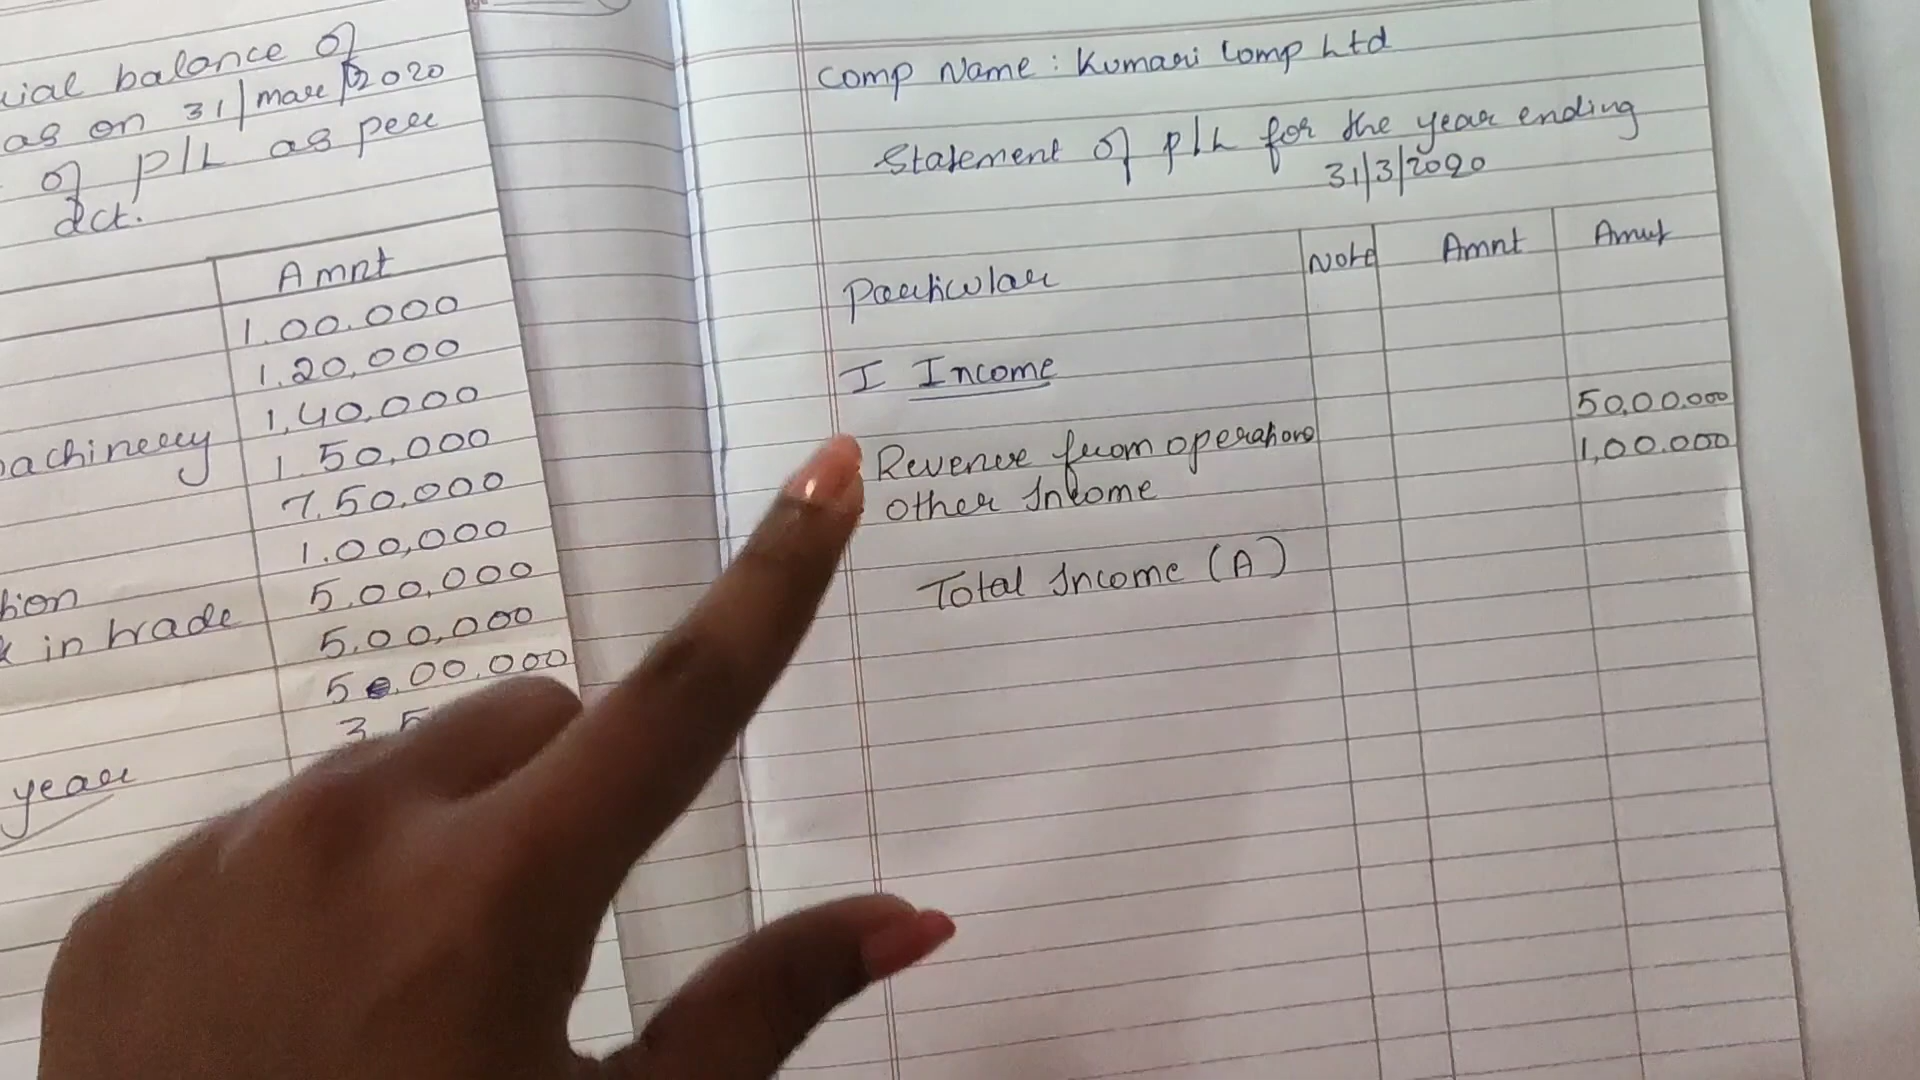 balance of
as on 31/mar/2020
of P/L as per
Act.
Amnt
1.00.000
1.20,000
1,40,000
achinery 1.50,000
7.50.000
1.00,000
5.00,000
in trade 5.00,000
5.00.000
3 5
year
Comp Name : Kumari Comp Ltd
Statement of P/L for the year ending
31/3/2020
Particular Note Amnt Amnt
I Income
Revenue from operations 50,00.000
other Income 1,00.000
Total Income (A)